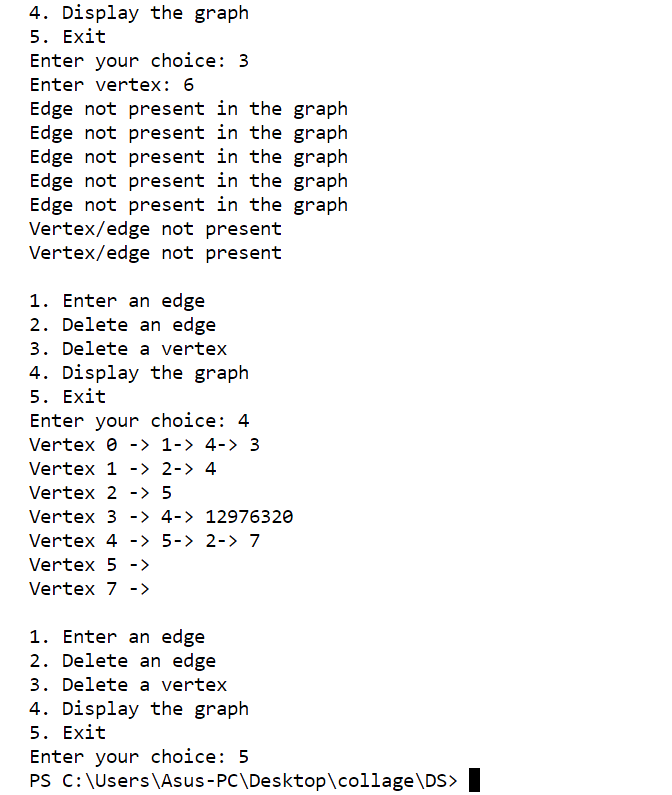 4. Display the graph
5. Exit
Enter your choice: 3
Enter vertex: 6
Edge not present in the graph
Edge not present in the graph
Edge not present in the graph
Edge not present in the graph
Edge not present in the graph
Vertex/edge not present
Vertex/edge not present

1. Enter an edge
2. Delete an edge
3. Delete a vertex
4. Display the graph
5. Exit
Enter your choice: 4
Vertex 0 -> 1-> 4-> 3
Vertex 1 -> 2-> 4
Vertex 2 -> 5
Vertex 3 -> 4-> 12976320
Vertex 4 -> 5-> 2-> 7
Vertex 5 ->
Vertex 7 ->

1. Enter an edge
2. Delete an edge
3. Delete a vertex
4. Display the graph
5. Exit
Enter your choice: 5
PS C:\Users\Asus-PC\Desktop\collage\DS>